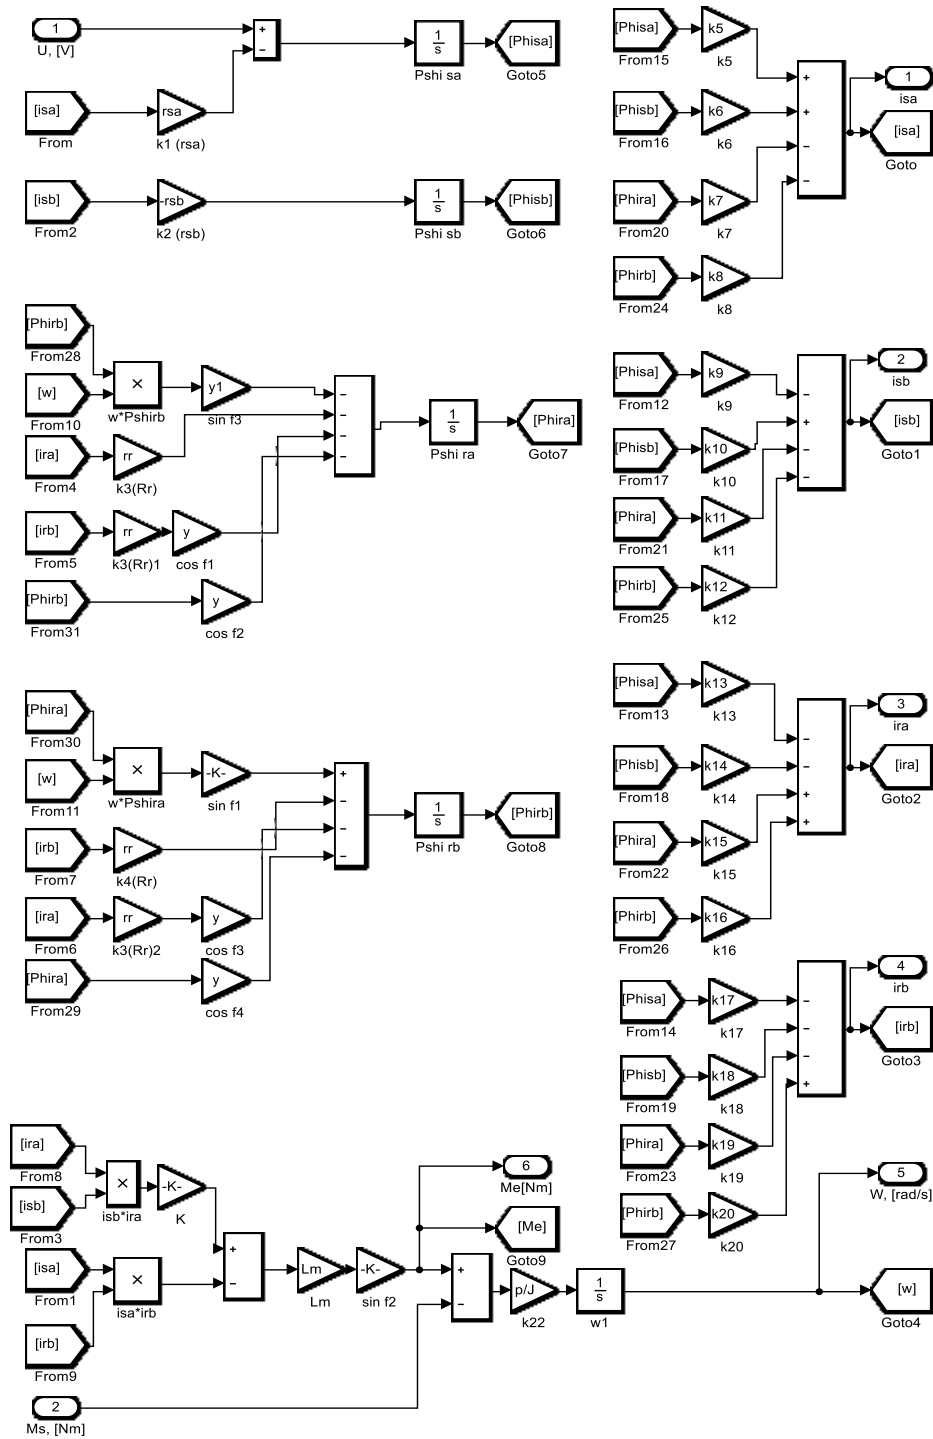 1
U, [V]
+
−
1
s
Pshi sa
[Phisa]
Goto5
[isa]
From
rsa
k1 (rsa)
[isb]
From2
-rsb
k2 (rsb)
1
s
Pshi sb
[Phisb]
Goto6
[Phirb]
From28
[w]
From10
×
w*Pshirb
y1
sin f3
[ira]
From4
rr
k3(Rr)
[irb]
From5
rr
k3(Rr)1
y
cos f1
[Phirb]
From31
y
cos f2
−
−
−
−
1
s
Pshi ra
[Phira]
Goto7
[Phira]
From30
[w]
From11
×
w*Pshira
-K-
sin f1
[irb]
From7
rr
k4(Rr)
[ira]
From6
rr
k3(Rr)2
y
cos f3
[Phira]
From29
y
cos f4
+
−
−
−
1
s
Pshi rb
[Phirb]
Goto8
[ira]
From8
[isb]
From3
×
isb*ira
-K-
K
[isa]
From1
[irb]
From9
×
isa*irb
+
−
Lm
Lm
-K-
sin f2
6
Me[Nm]
[Me]
Goto9
+
−
p/J
k22
1
s
w1
2
Ms, [Nm]
[Phisa]
From15
k5
k5
[Phisb]
From16
k6
k6
[Phira]
From20
k7
k7
[Phirb]
From24
k8
k8
+
+
−
−
1
isa
[isa]
Goto
[Phisa]
From12
k9
k9
[Phisb]
From17
k10
k10
[Phira]
From21
k11
k11
[Phirb]
From25
k12
k12
−
+
−
−
2
isb
[isb]
Goto1
[Phisa]
From13
k13
k13
[Phisb]
From18
k14
k14
[Phira]
From22
k15
k15
[Phirb]
From26
k16
k16
−
−
+
+
3
ira
[ira]
Goto2
[Phisa]
From14
k17
k17
[Phisb]
From19
k18
k18
[Phira]
From23
k19
k19
[Phirb]
From27
k20
k20
−
−
−
+
4
irb
[irb]
Goto3
5
W, [rad/s]
[w]
Goto4